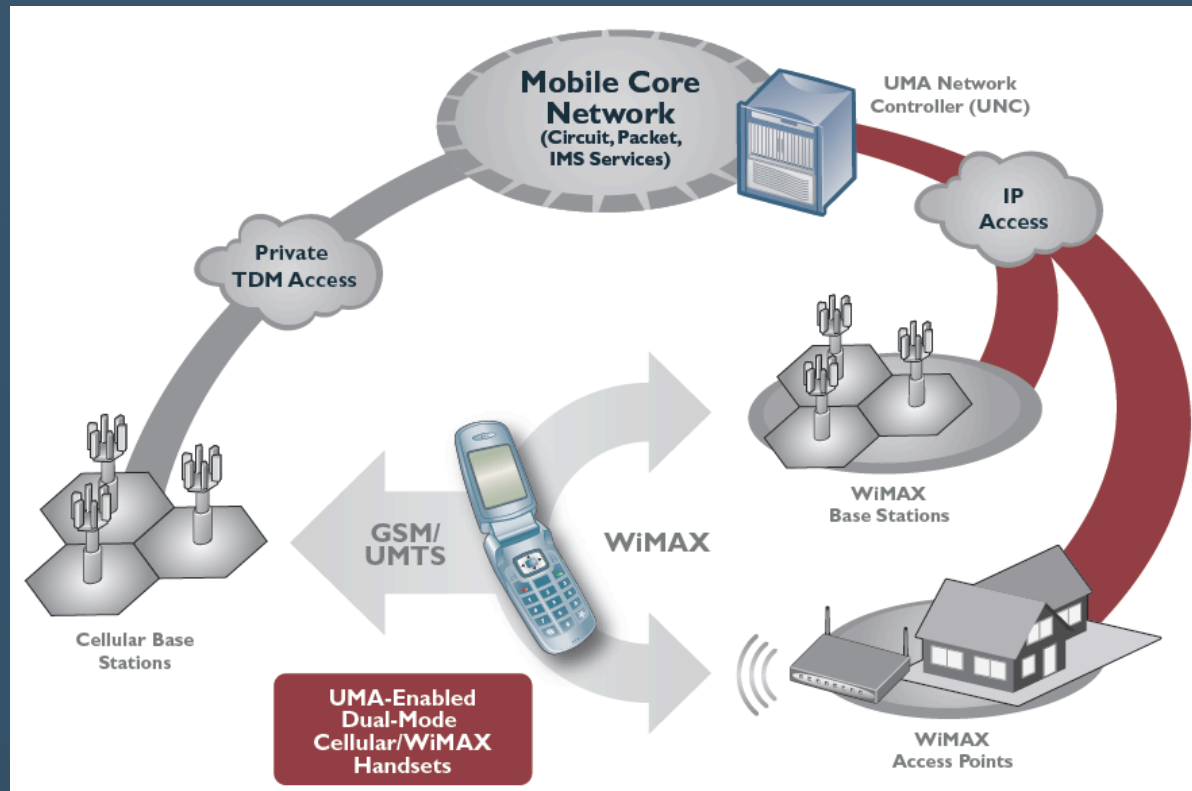 Mobile Core
Network
(Circuit, Packet,
IMS Services)
UMA Network
Controller (UNC)
IP
Access
Private
TDM Access
WiMAX
Base Stations
GSM/
UMTS
WiMAX
Cellular Base
Stations
UMA-Enabled
Dual-Mode
Cellular/WiMAX
Handsets
WiMAX
Access Points